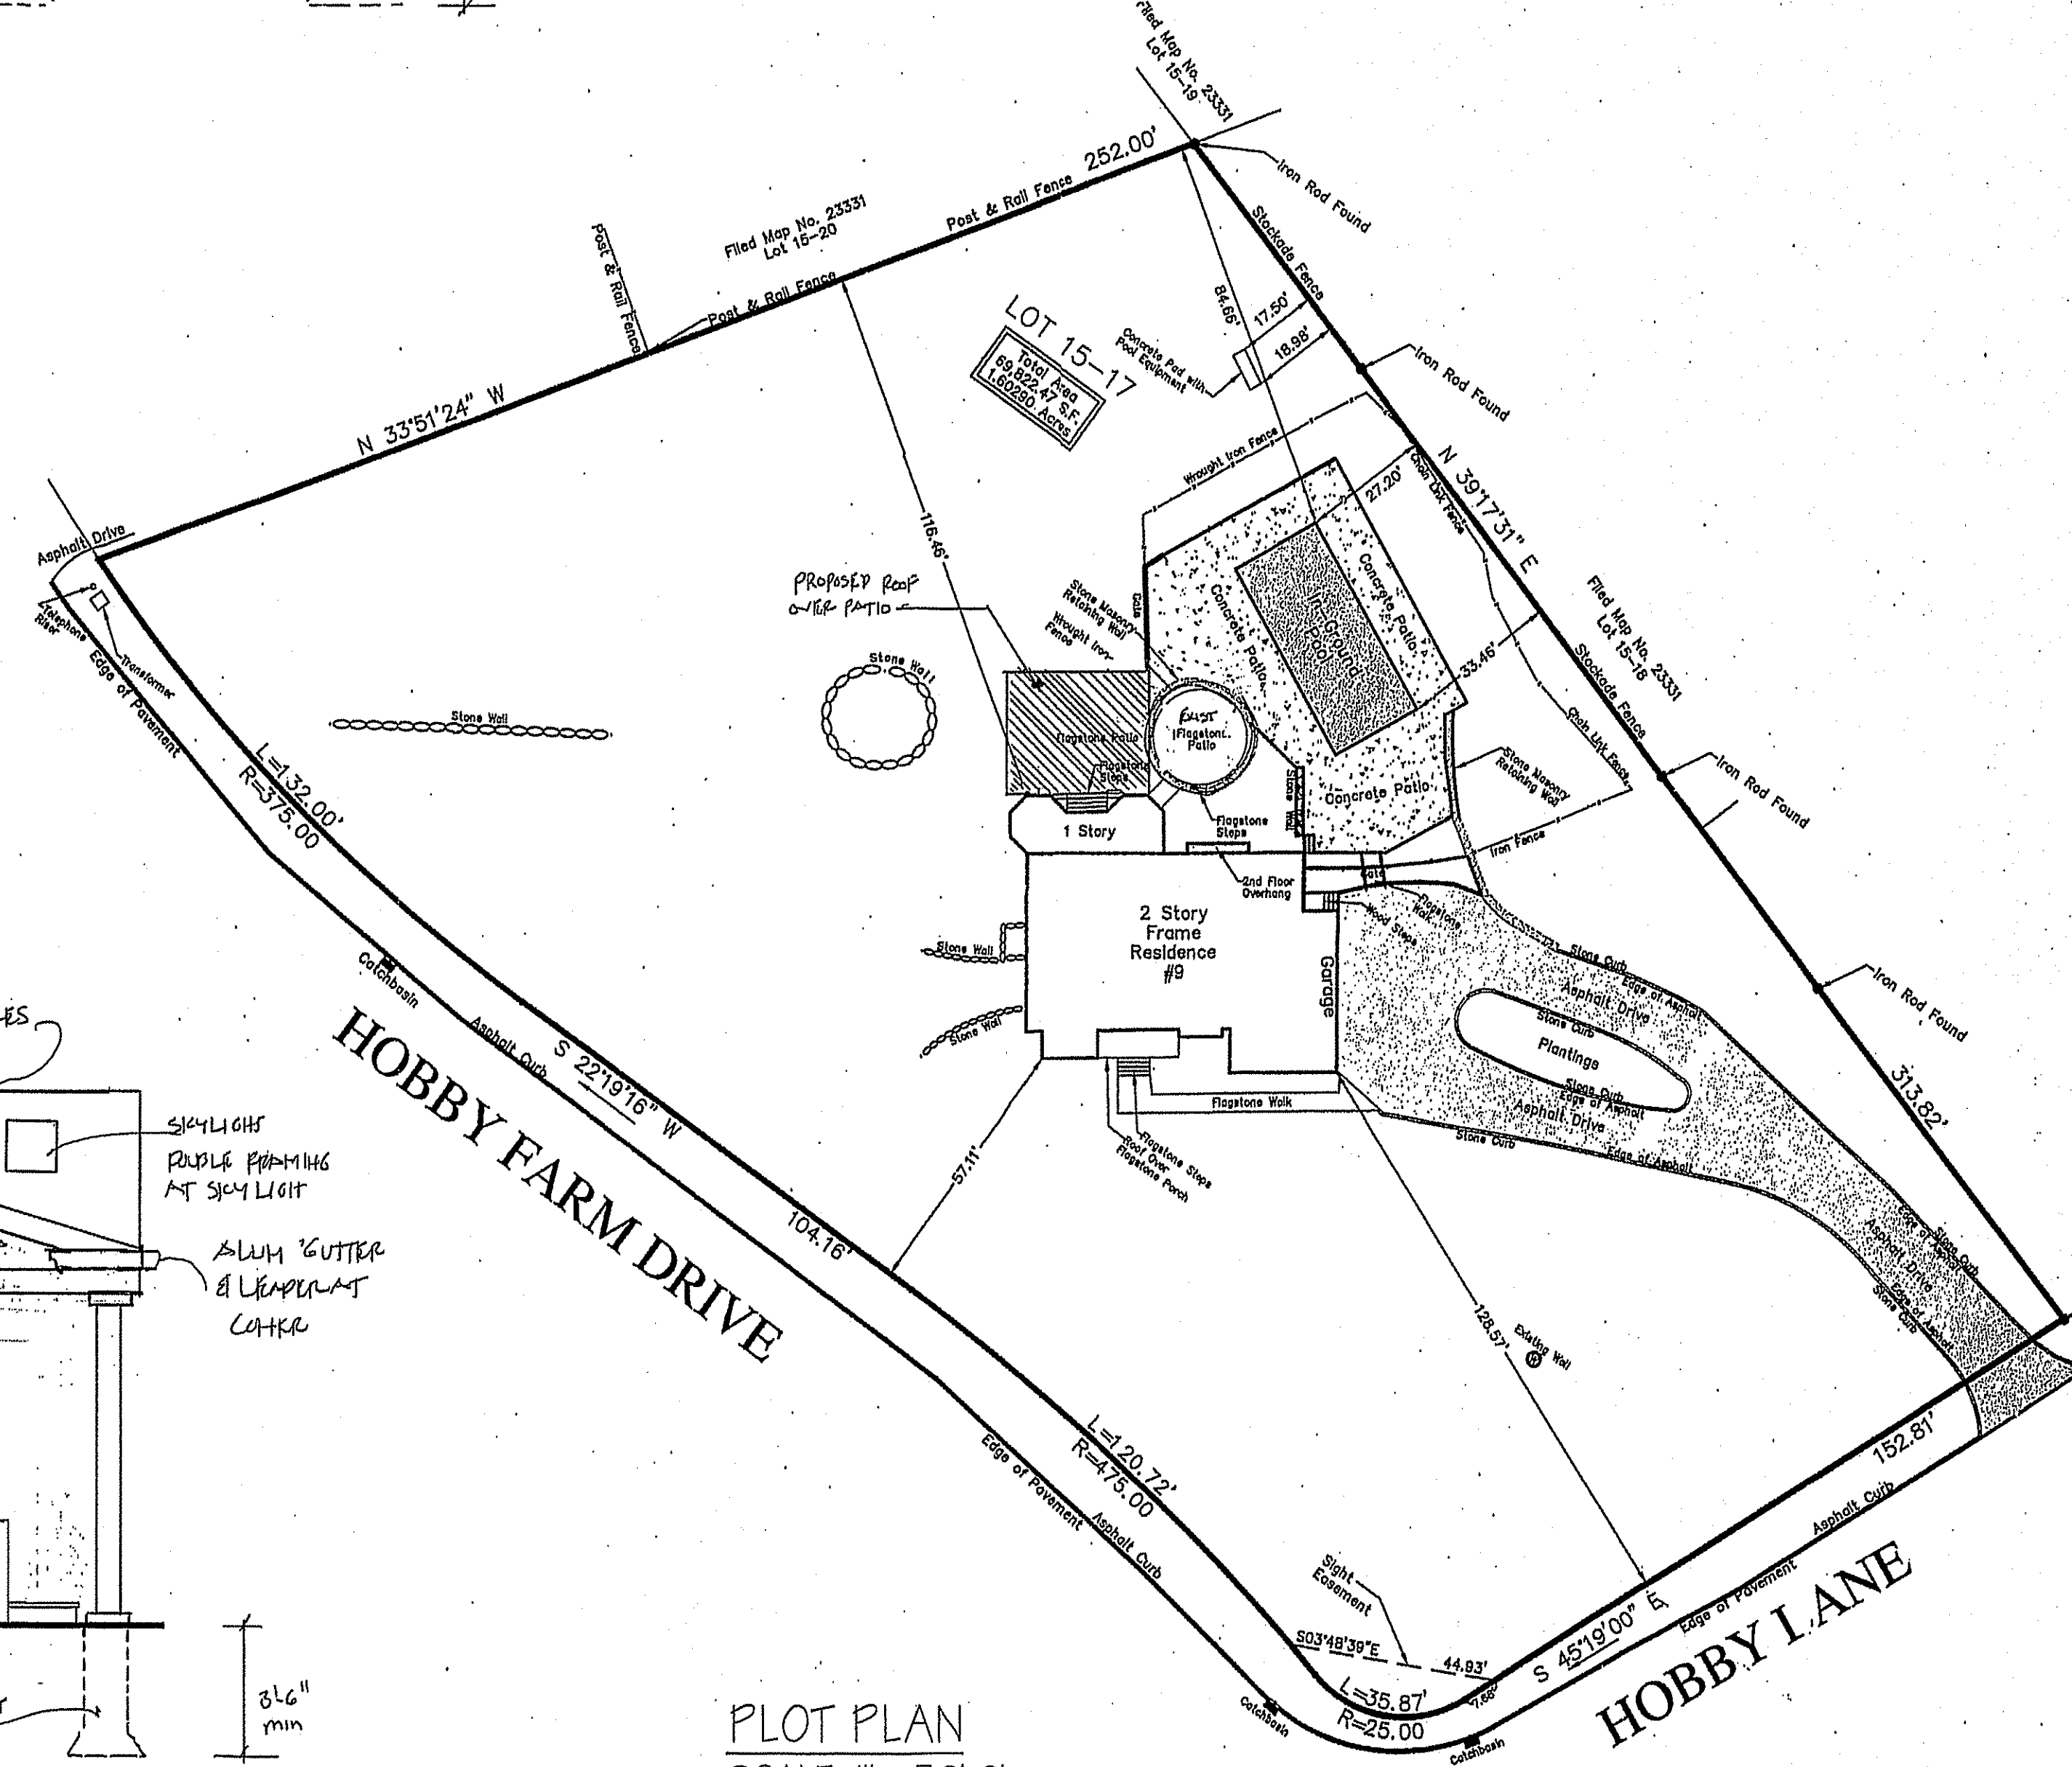 Filed Map No. 23331
Lot 15-19
252.00'
Iron Rod Found
Post & Rail Fence
Filed Map No. 23331
Lot 15-20
Post & Rail Fence
Post & Rail Fence
Stockade Fence
84.66'
17.50'
18.98'
LOT 15-17
Total Area
69,822.47 S.F.
1.60290 Acres
Concrete Pad with
Pool Equipment
Iron Rod Found
N 33°51'24" W
Wrought Iron Fence
27.20'
Chain Link Fence
N 39°17'31" E
116.46'
Asphalt Drive
Telephone
Riser
Transformer
Edge of Pavement
PROPOSED ROOF
OVER PATIO
Stone Masonry
Retaining Wall
Wrought Iron
Fence
Gate
Concrete Patio
Concrete Patio
In-Ground
Pool
33.46'
Filed Map No. 23331
Lot 15-18
Stockade Fence
Chain Link Fence
Stone Wall
Stone Wall
Flagstone Patio
Flagstone
Steps
EXIST
Flagstone
Patio
Stone Wall
Concrete Patio
Stone Masonry
Retaining Wall
Iron Rod Found
L=132.00'
R=375.00
1 Story
Flagstone
Steps
Iron Fence
2nd Floor
Overhang
Gate
Flagstone
Walk
Wood Steps
2 Story
Frame
Residence
#9
Garage
Stone Wall
Stone Wall
Catchbasin
Asphalt Curb
S 22°19'16" W
HOBBY FARM DRIVE
Stone Curb
Edge of Asphalt
Asphalt Drive
Stone Curb
Plantings
Stone Curb
Edge of Asphalt
Asphalt Drive
Stone Curb
Edge of Asphalt
Iron Rod Found
313.82'
Flagstone Walk
Flagstone Steps
Roof Over
Flagstone Porch
57.11'
104.16'
SKYLIGHT
DOUBLE FRAMING
AT SKYLIGHT
ALUM GUTTER
& LEADER AT
CORNER
Edge of Asphalt
Stone Curb
Asphalt Drive
Edge of Asphalt
Stone Curb
128.57'
Existing Well
L=120.72'
R=475.00
Edge of Pavement
Asphalt Curb
152.81'
Asphalt Curb
Sight
Easement
S03°48'39"E
44.93'
7.68'
S 45°19'00" E
Edge of Pavement
HOBBY LANE
L=35.87'
R=25.00
Catchbasin
Catchbasin
3'-6"
min
PLOT PLAN